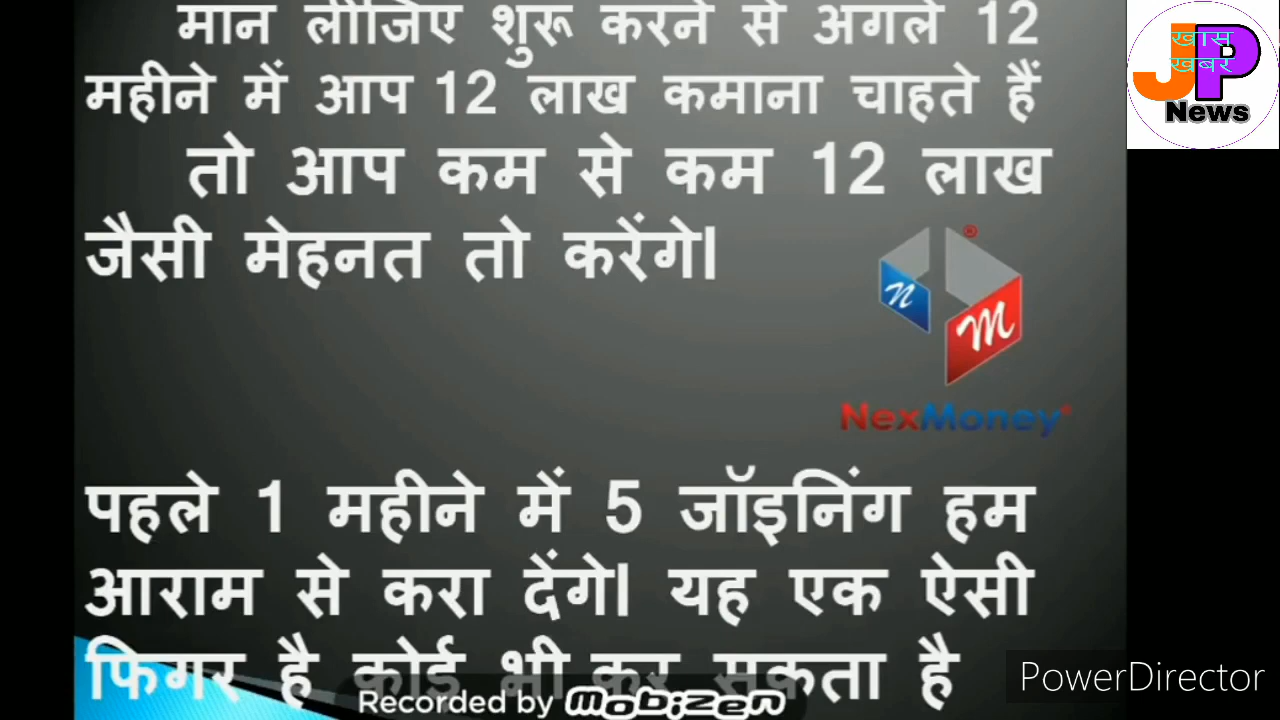 मान लीजिए शुरू करने से अगले 12
महीने में आप 12 लाख कमाना चाहते हैं
तो आप कम से कम 12 लाख
जैसी मेहनत तो करेंगे।
खास
खबर
JP
News
n
m
®
NexMoney®
पहले 1 महीने में 5 जॉइनिंग हम
आराम से करा देंगे। यह एक ऐसी
फिगर है कोई भी कर सकता है
Recorded by mobizen
PowerDirector